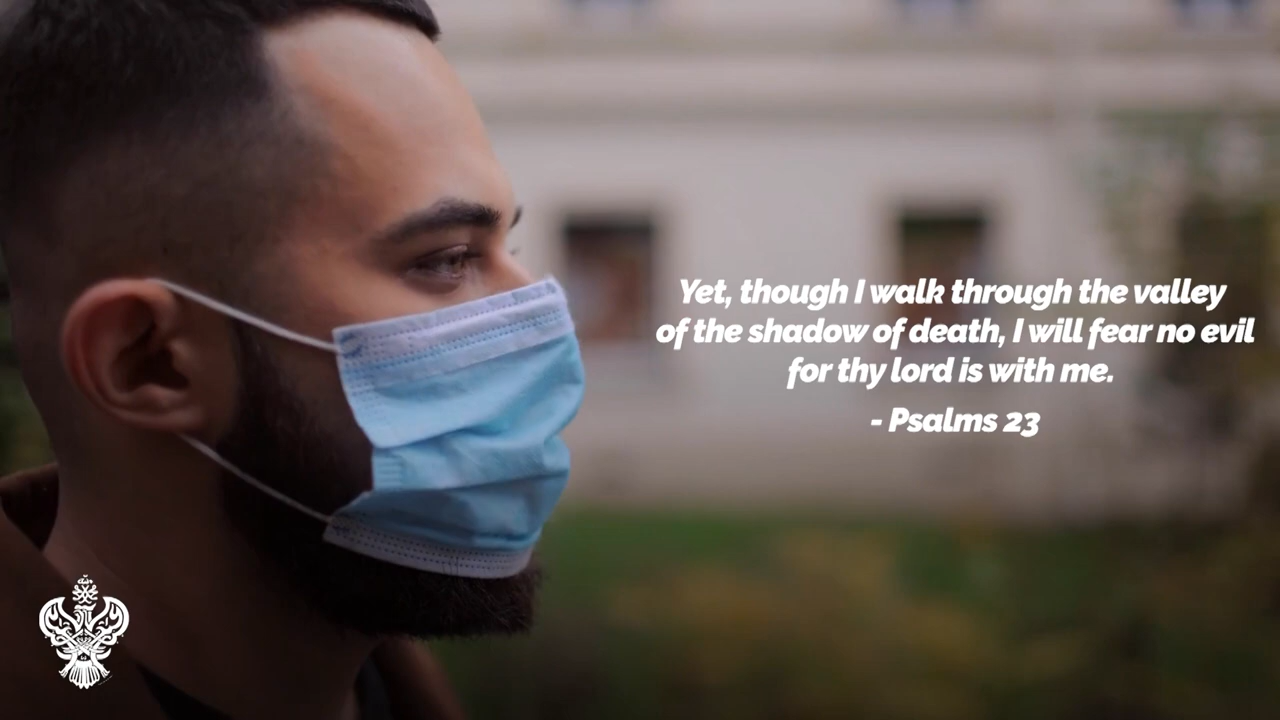 Yet, though I walk through the valley
of the shadow of death, I will fear no evil
for thy lord is with me.
- Psalms 23